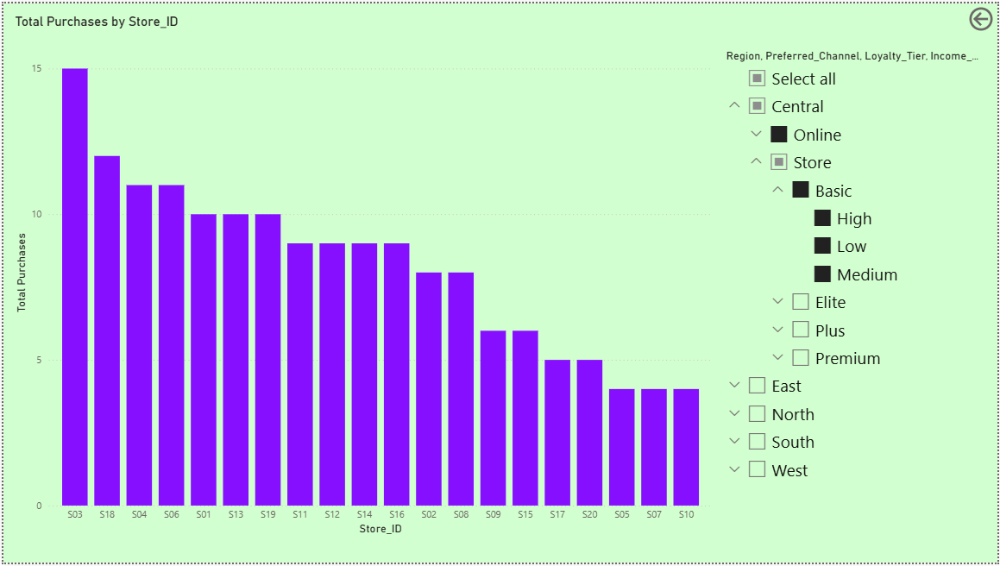 Total Purchases by Store_ID
15
10
5
0
Total Purchases
S03 S18 S04 S06 S01 S13 S19 S11 S12 S14 S16 S02 S08 S09 S15 S17 S20 S05 S07 S10
Store_ID
Region, Preferred_Channel, Loyalty_Tier, Income_...
Select all
Central
Online
Store
Basic
High
Low
Medium
Elite
Plus
Premium
East
North
South
West